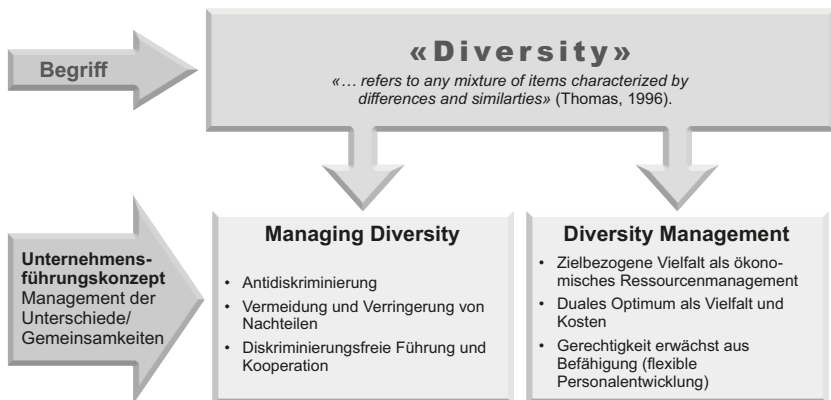 Begriff
«Diversity»
«… refers to any mixture of items characterized by
differences and similarties» (Thomas, 1996).
Unternehmens-
führungskonzept
Management der
Unterschiede/
Gemeinsamkeiten
Managing Diversity
• Antidiskriminierung
• Vermeidung und Verringerung von
Nachteilen
• Diskriminierungsfreie Führung und
Kooperation
Diversity Management
• Zielbezogene Vielfalt als ökono-
misches Ressourcenmanagement
• Duales Optimum als Vielfalt und
Kosten
• Gerechtigkeit erwächst aus
Befähigung (flexible
Personalentwicklung)